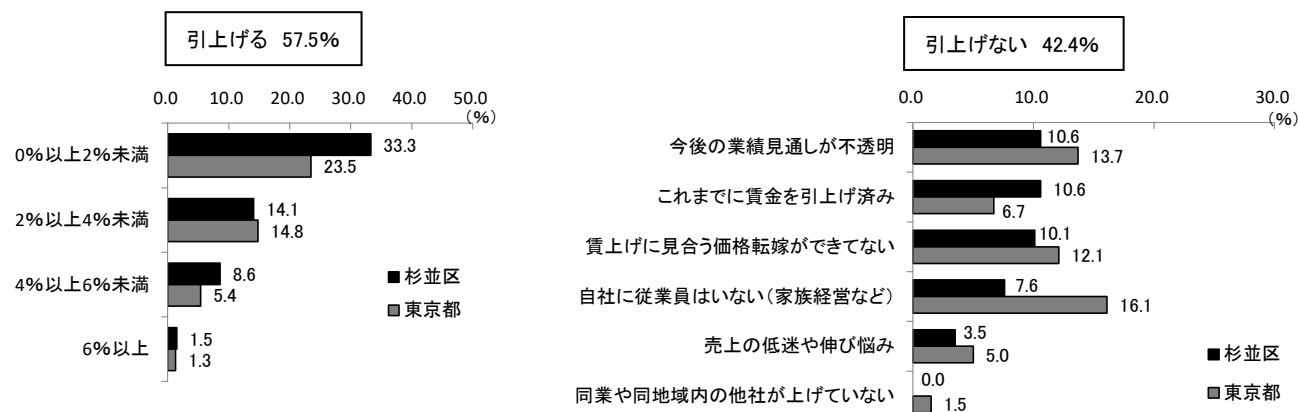 引上げる 57.5%
0.0 10.0 20.0 30.0 40.0 50.0
(%)
0%以上2%未満 33.3
23.5
2%以上4%未満 14.1
14.8
4%以上6%未満 8.6
5.4
6%以上 1.5
1.3
杉並区
東京都
引上げない 42.4%
0.0 10.0 20.0 30.0
(%)
今後の業績見通しが不透明 10.6
13.7
これまでに賃金を引上げ済み 10.6
6.7
賃上げに見合う価格転嫁ができてない 10.1
12.1
自社に従業員はいない(家族経営など) 7.6
16.1
売上の低迷や伸び悩み 3.5
5.0
同業や同地域内の他社が上げていない 0.0
1.5
杉並区
東京都